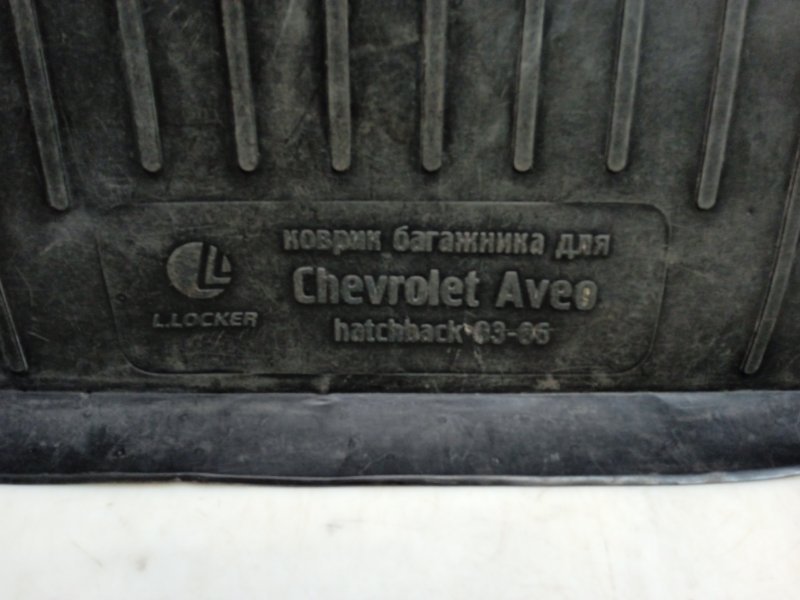 коврик багажника для
Chevrolet Aveo
hatchback 03-06
L.LOCKER